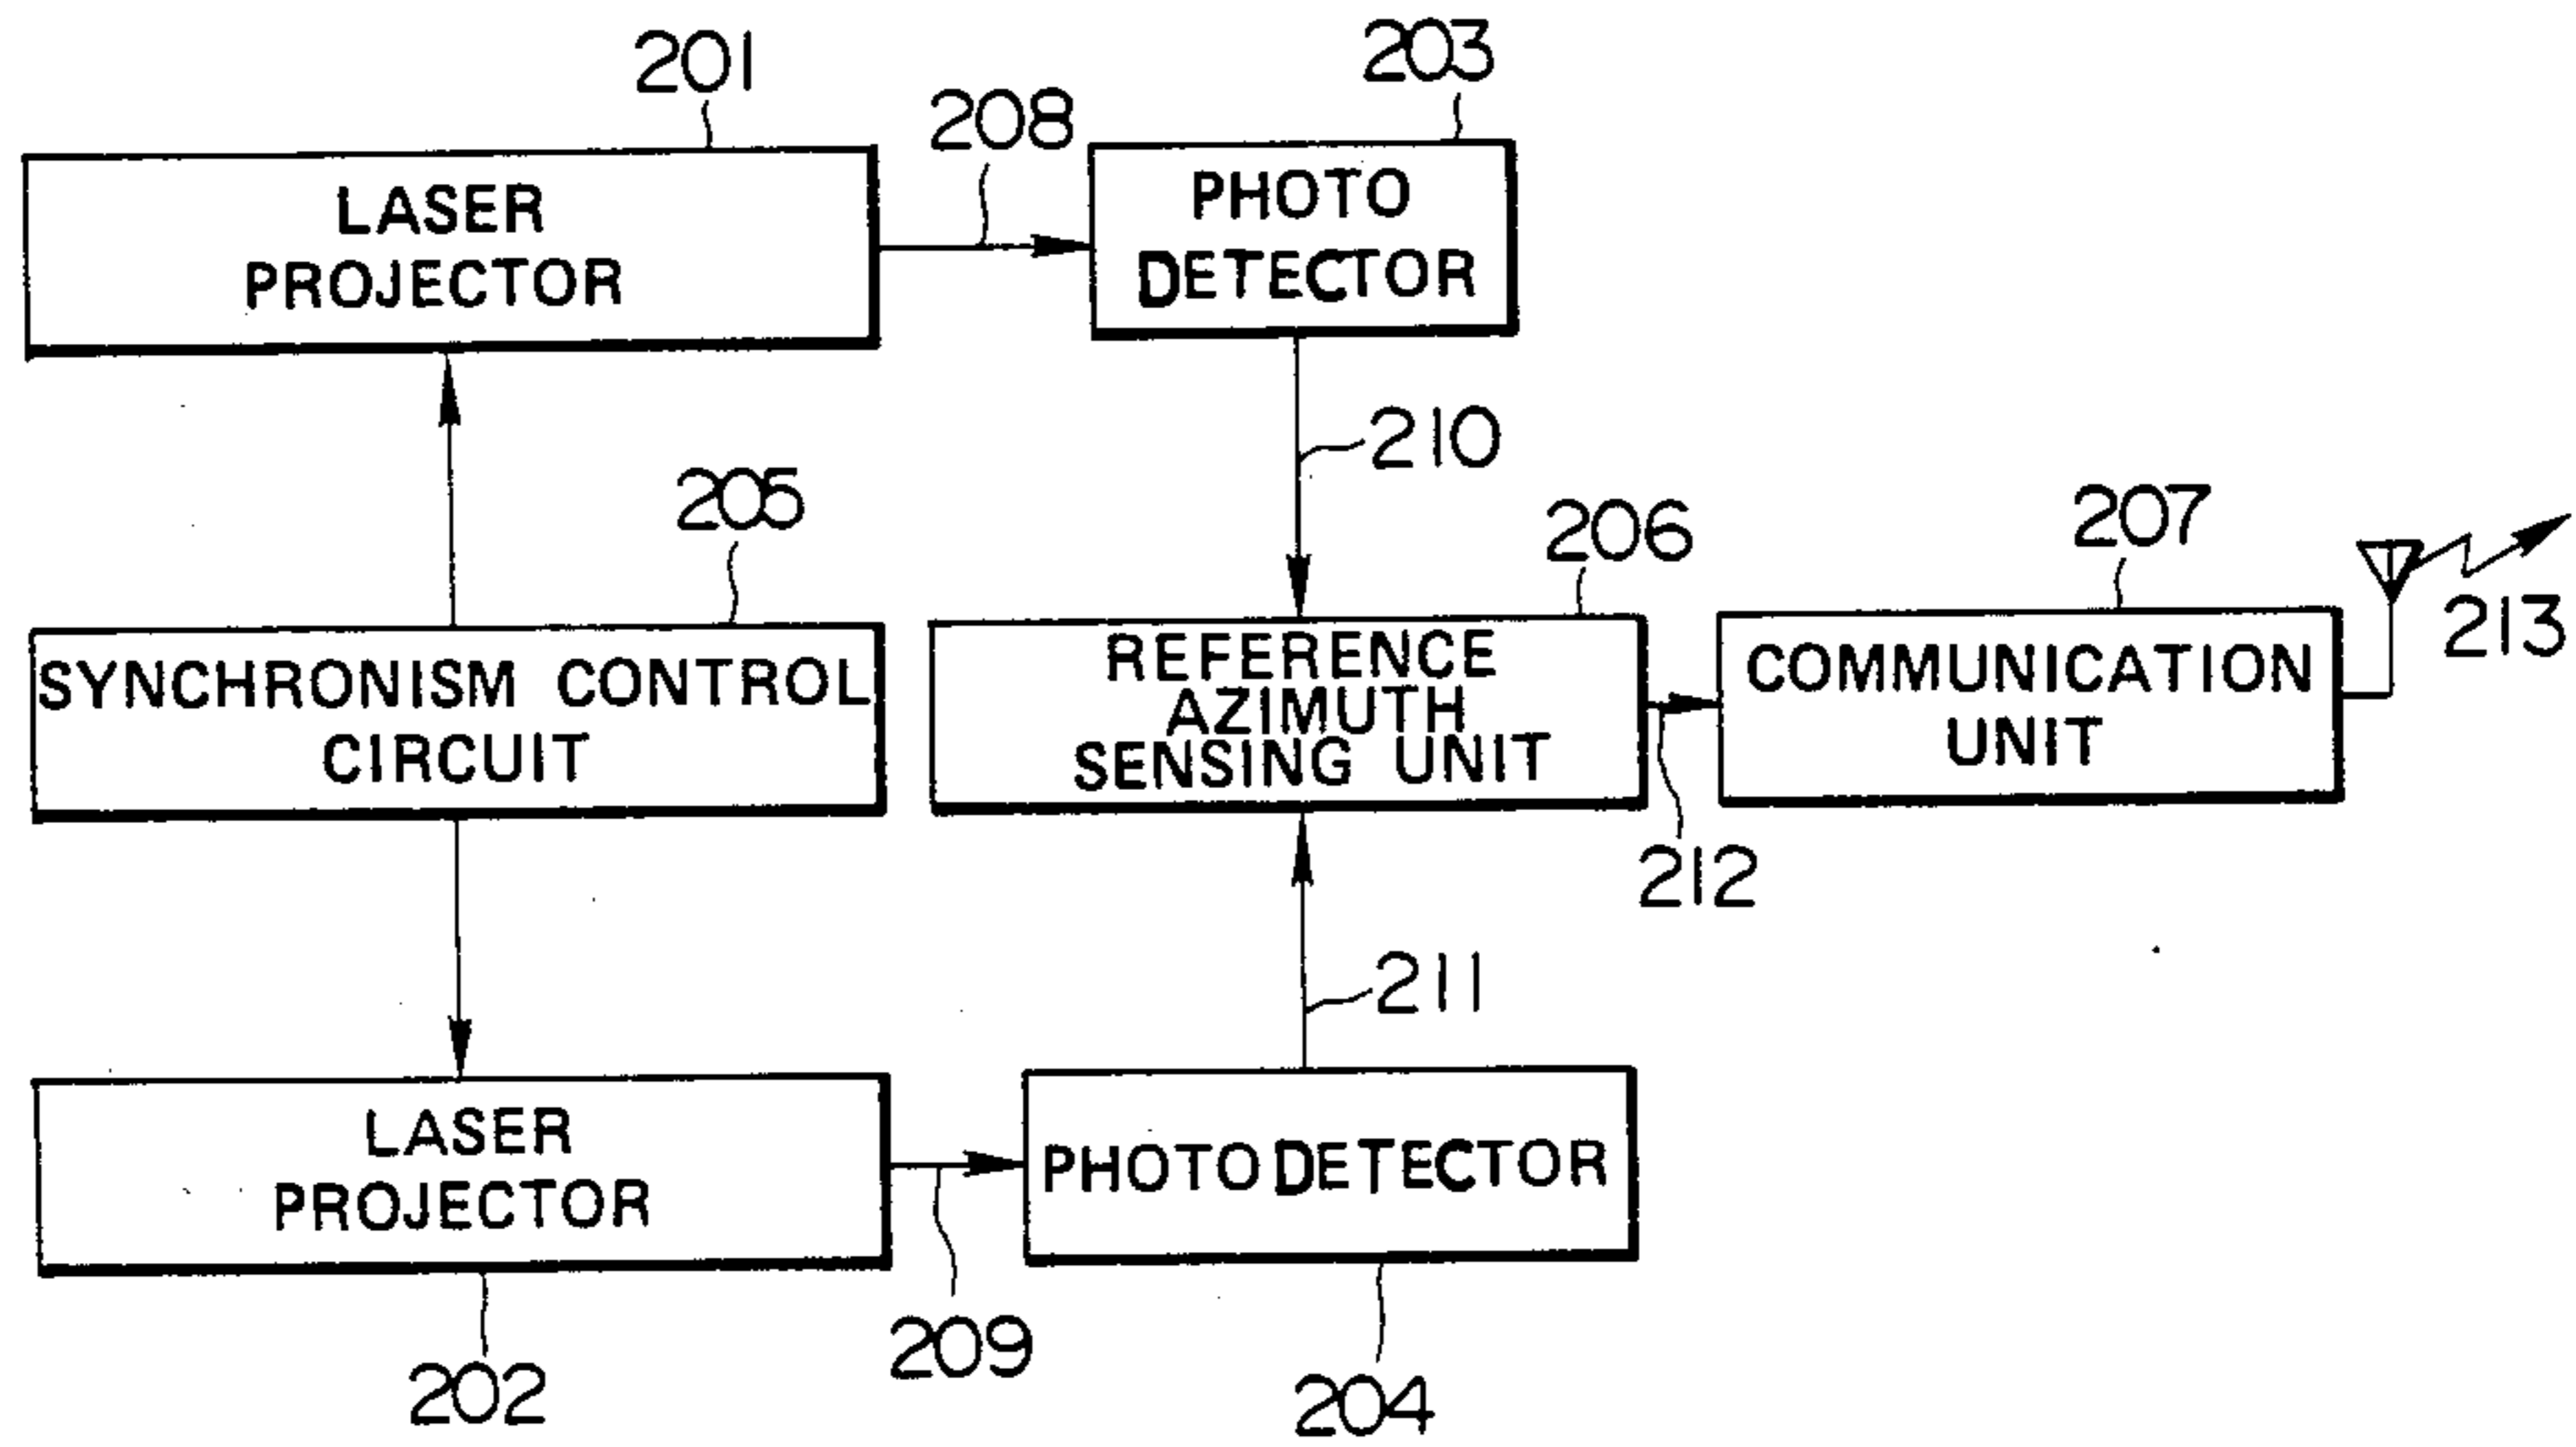 201
203
208
LASER
PROJECTOR
PHOTO
DETECTOR
210
205
206
207
213
SYNCHRONISM CONTROL
CIRCUIT
REFERENCE
AZIMUTH
SENSING UNIT
COMMUNICATION
UNIT
212
211
LASER
PROJECTOR
PHOTO DETECTOR
209
202
204